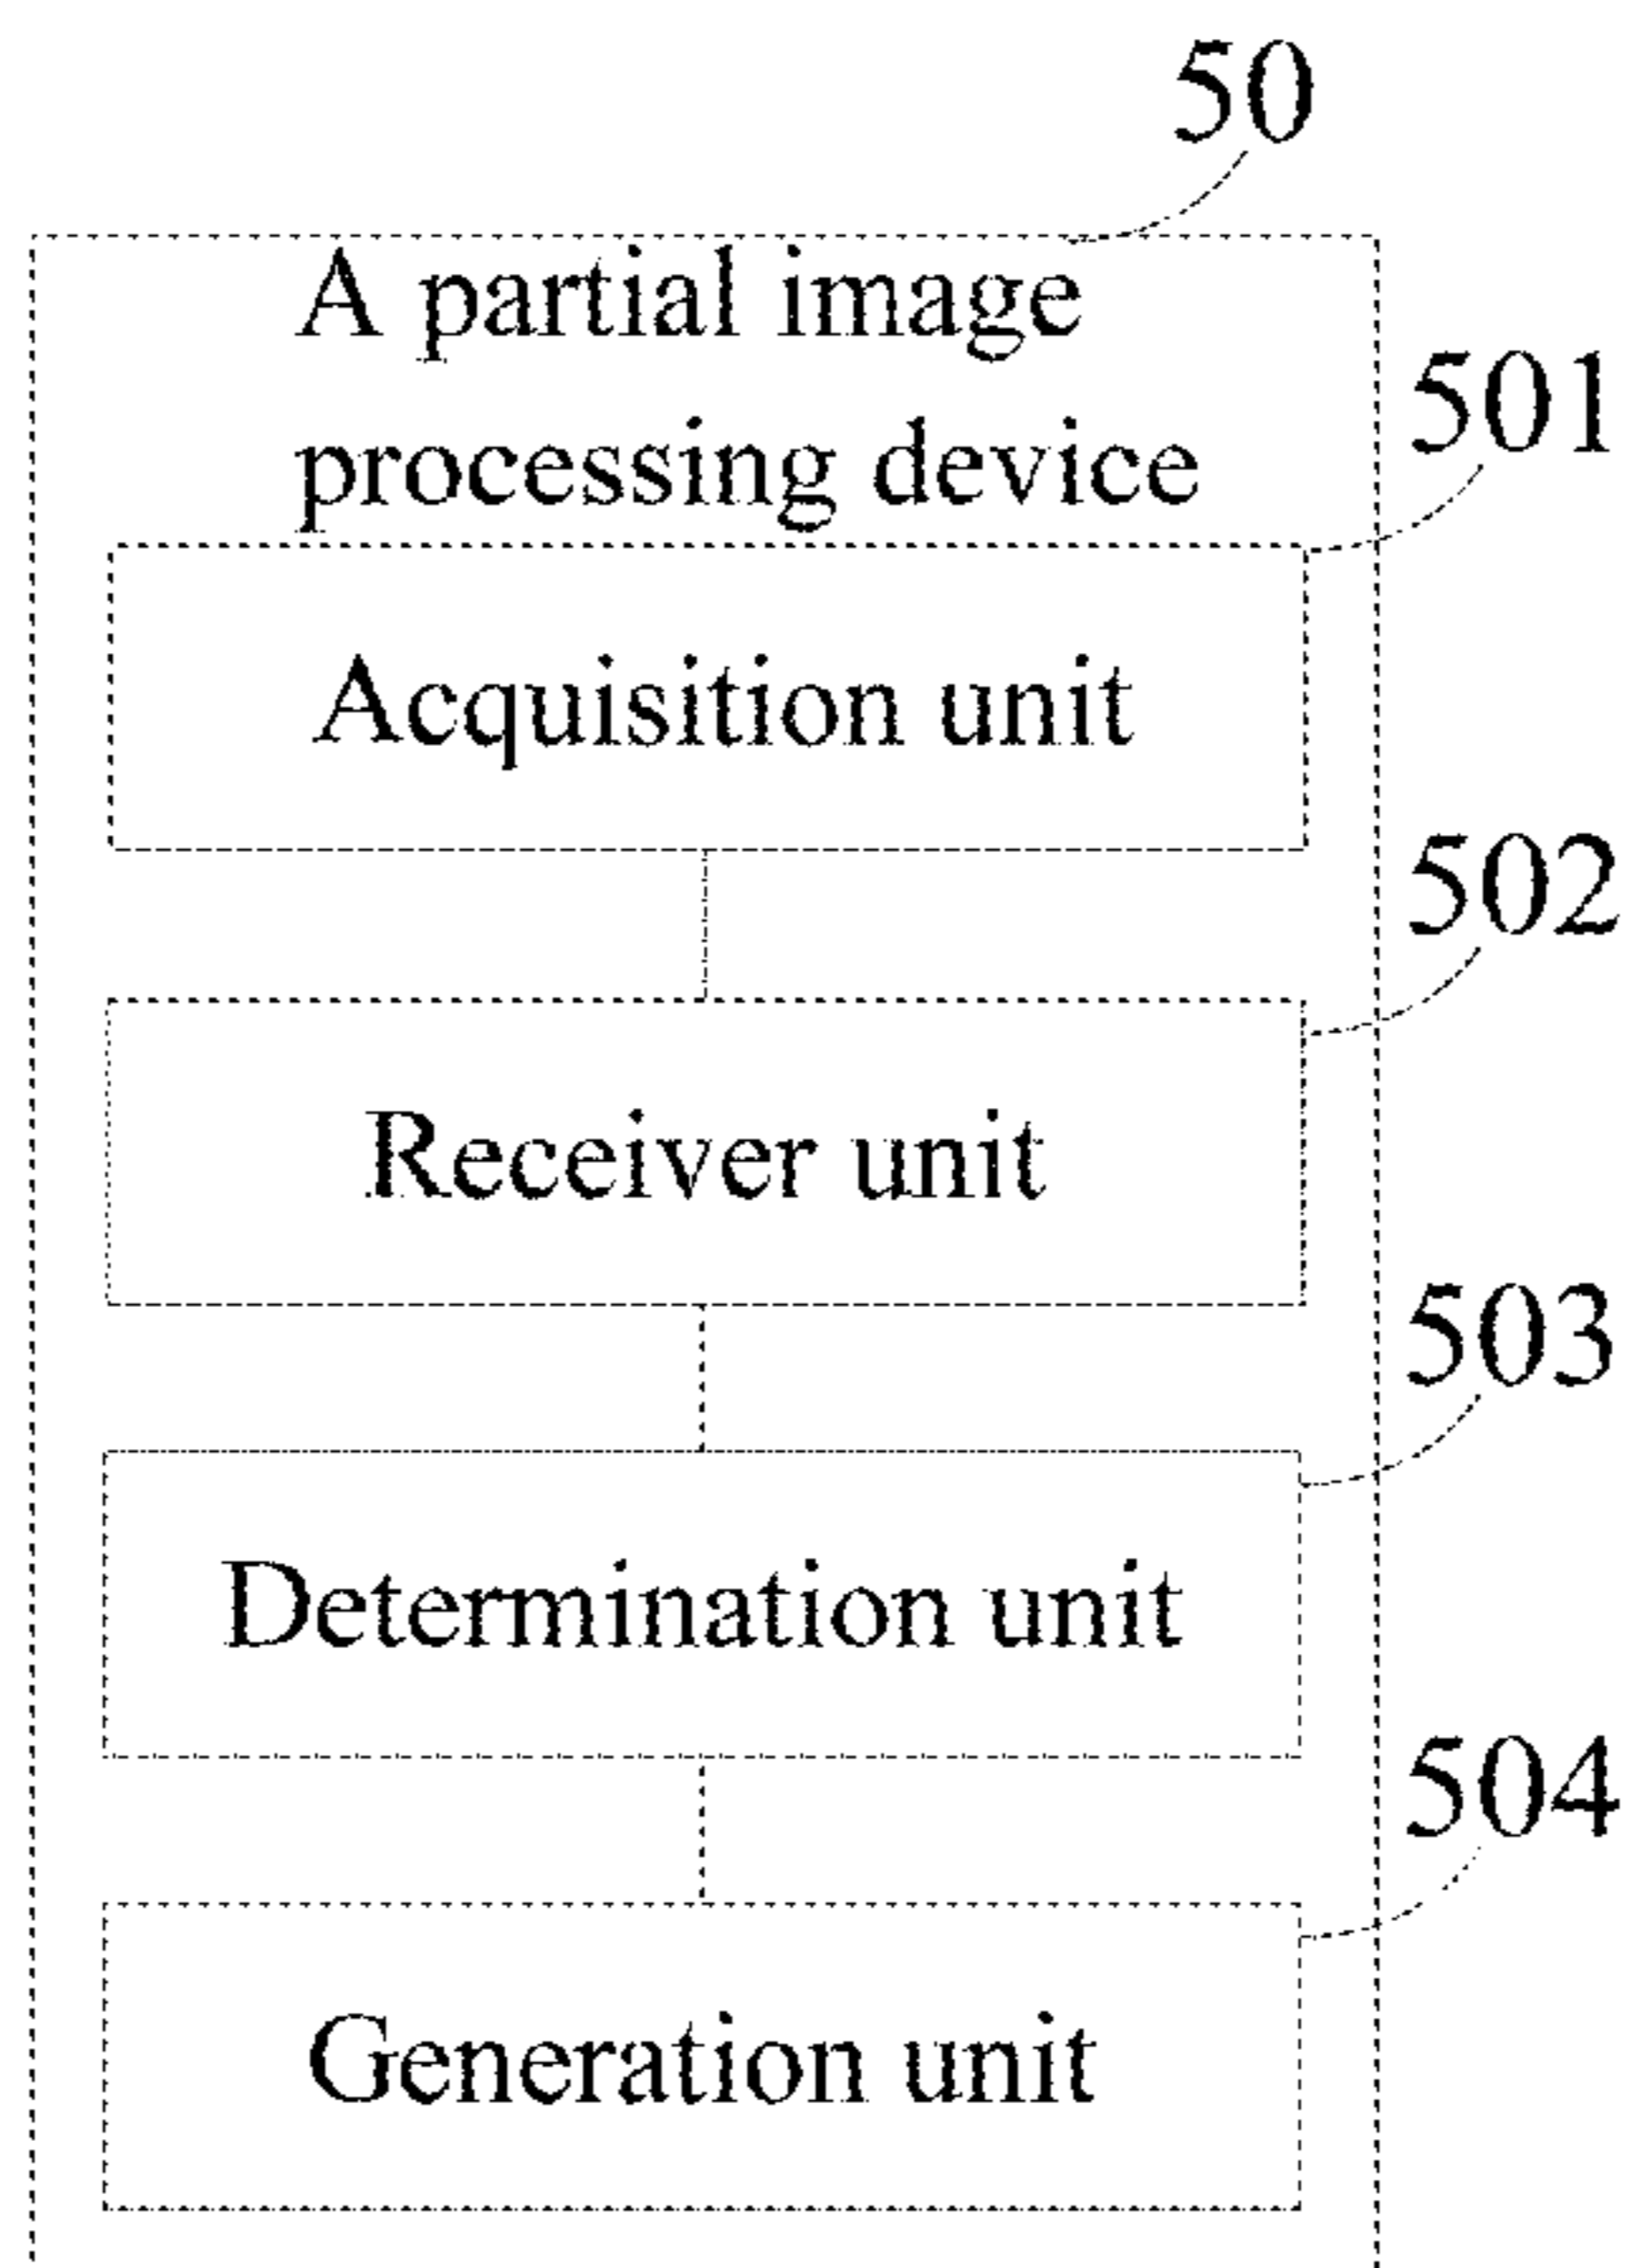 50
A partial image
processing device
501
Acquisition unit
502
Receiver unit
503
Determination unit
504
Generation unit